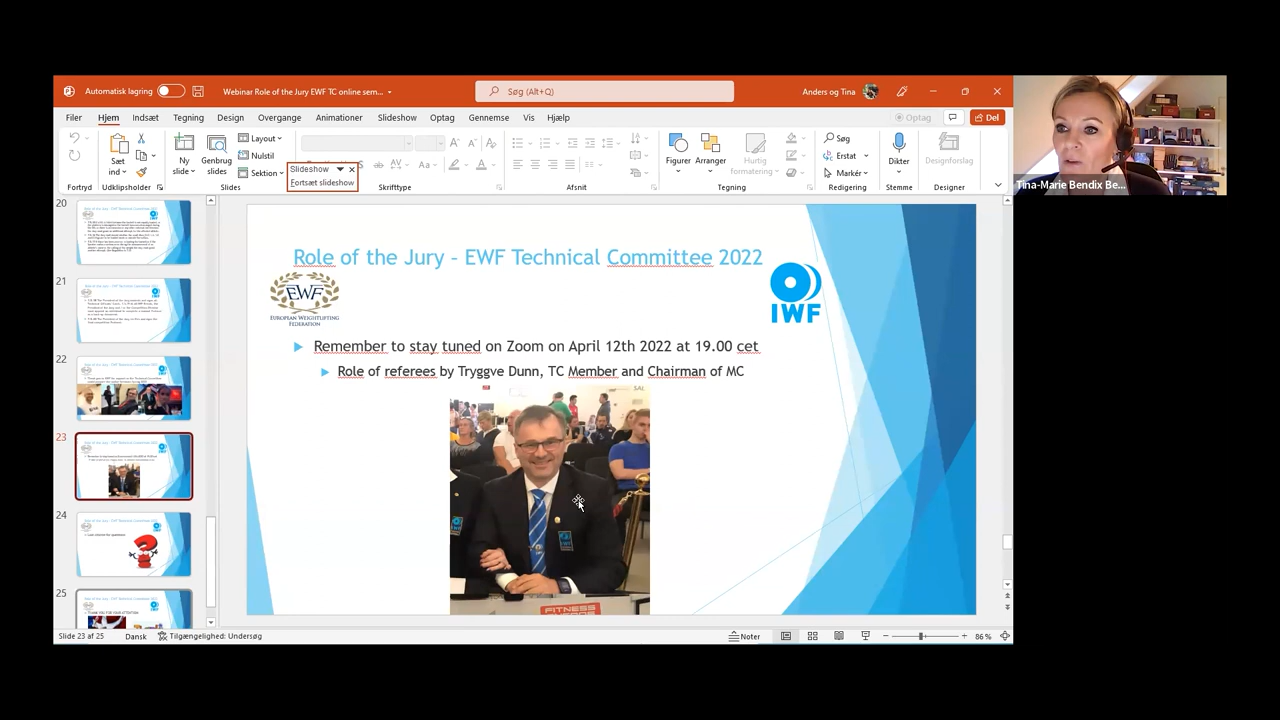 Automatisk lagring
Webinar Role of the Jury EWF TC online sem...
Søg (Alt+Q)
Anders og Tina
Filer
Hjem
Indsæt
Tegning
Design
Overgange
Animationer
Slideshow
Optag
Gennemse
Vis
Hjælp
Optag
Del
Sæt
ind
Ny
slide
Genbrug
slides
Layout
Nulstil
Sektion
Slideshow
Fortsæt slideshow
Figurer
Arranger
Hurtig
formatering
Søg
Erstat
Markér
Dikter
Designforslag
Fortryd
Udklipsholder
Slides
Skrifttype
Afsnit
Tegning
Redigering
Stemme
Designer
Tina-Marie Bendix Be...
20
21
22
23
24
25
Role of the Jury – EWF Technical Committee 2022
EWF
EUROPEAN WEIGHTLIFTING
FEDERATION
IWF
Remember to stay tuned on Zoom on April 12th 2022 at 19.00 cet
Role of referees by Tryggve Dunn, TC Member and Chairman of MC
FITNESS
Slide 23 af 25
Dansk
Tilgængelighed: Undersøg
Noter
86 %